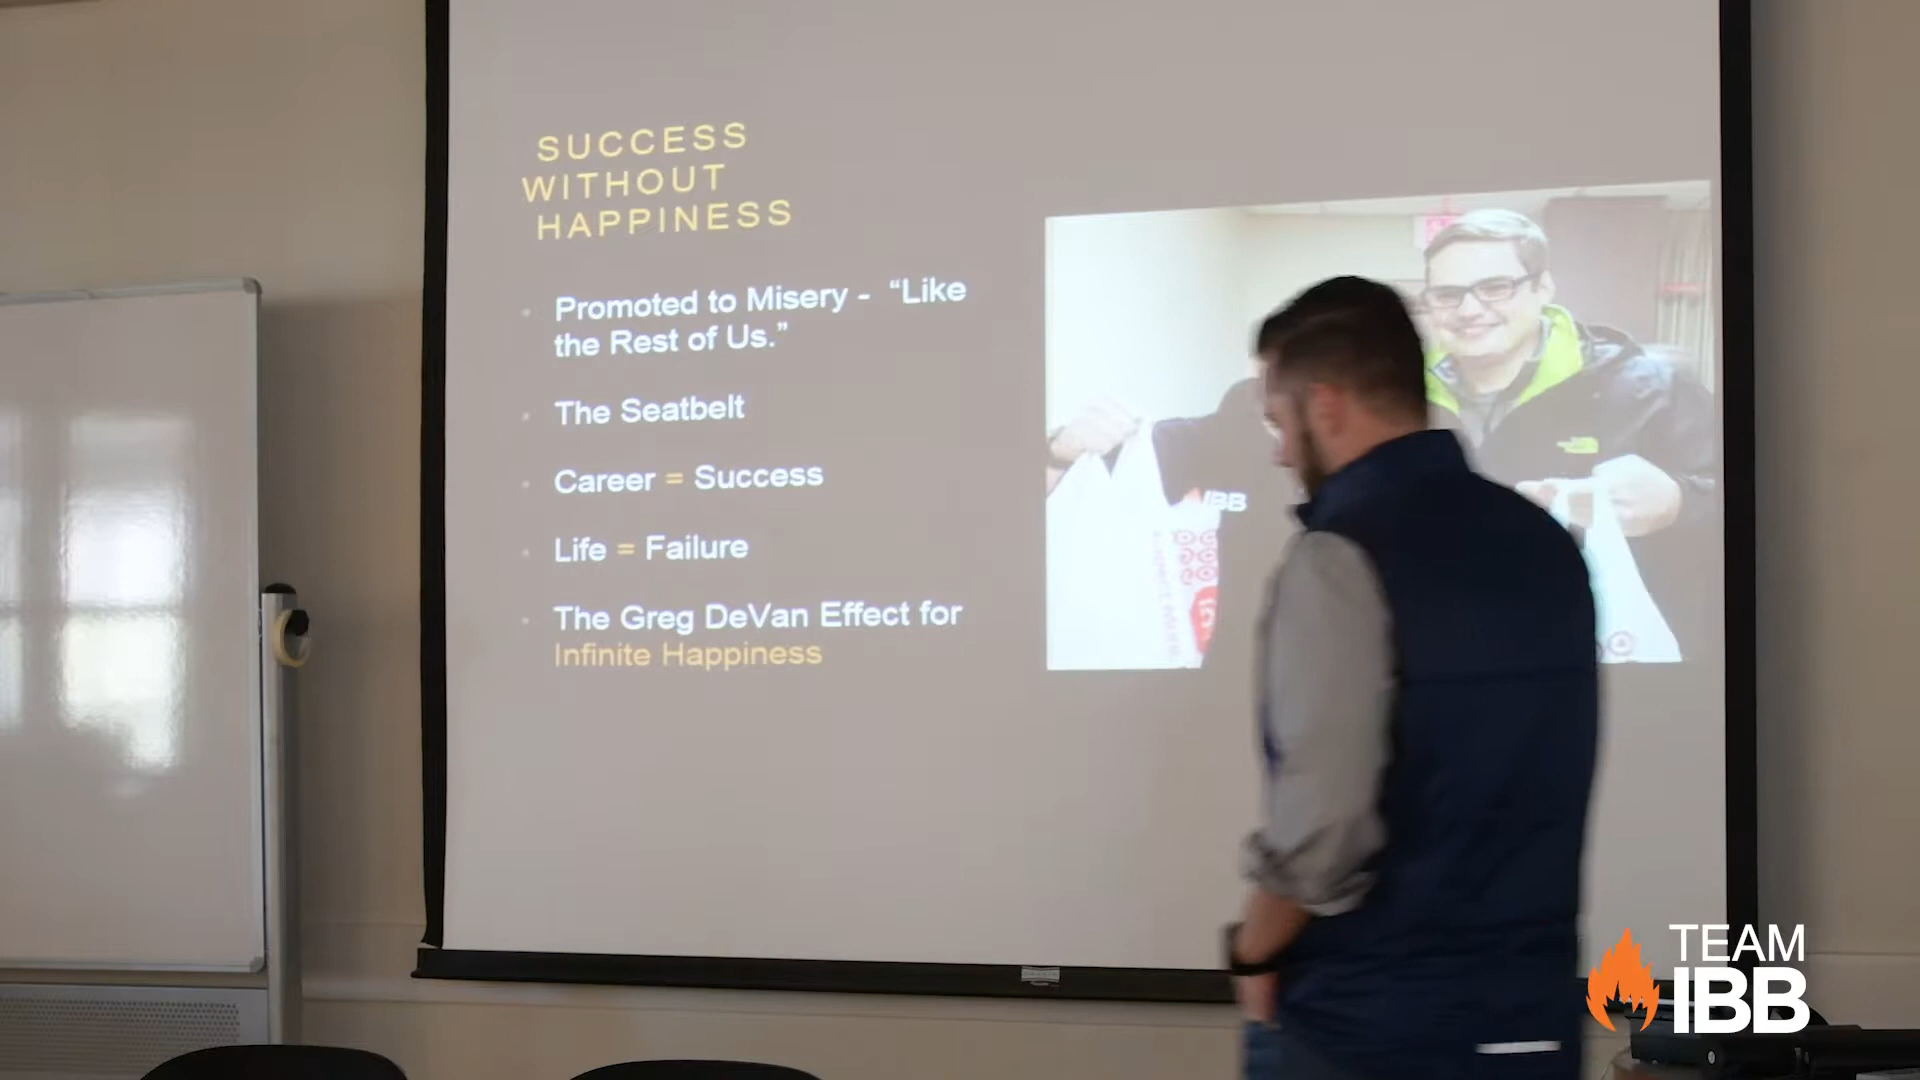 SUCCESS
WITHOUT
HAPPINESS
Promoted to Misery - “Like
the Rest of Us.”
The Seatbelt
Career = Success
Life = Failure
The Greg DeVan Effect for
Infinite Happiness
IBB
TEAM
IBB